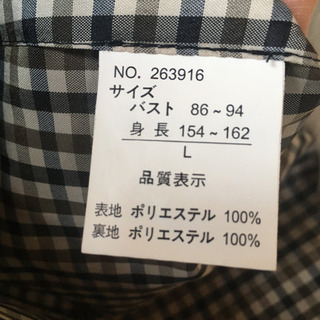 NO. 263916
サイズ
バスト 86~94
身長 154~162
L
品質表示
表地 ポリエステル 100%
裏地 ポリエステル 100%